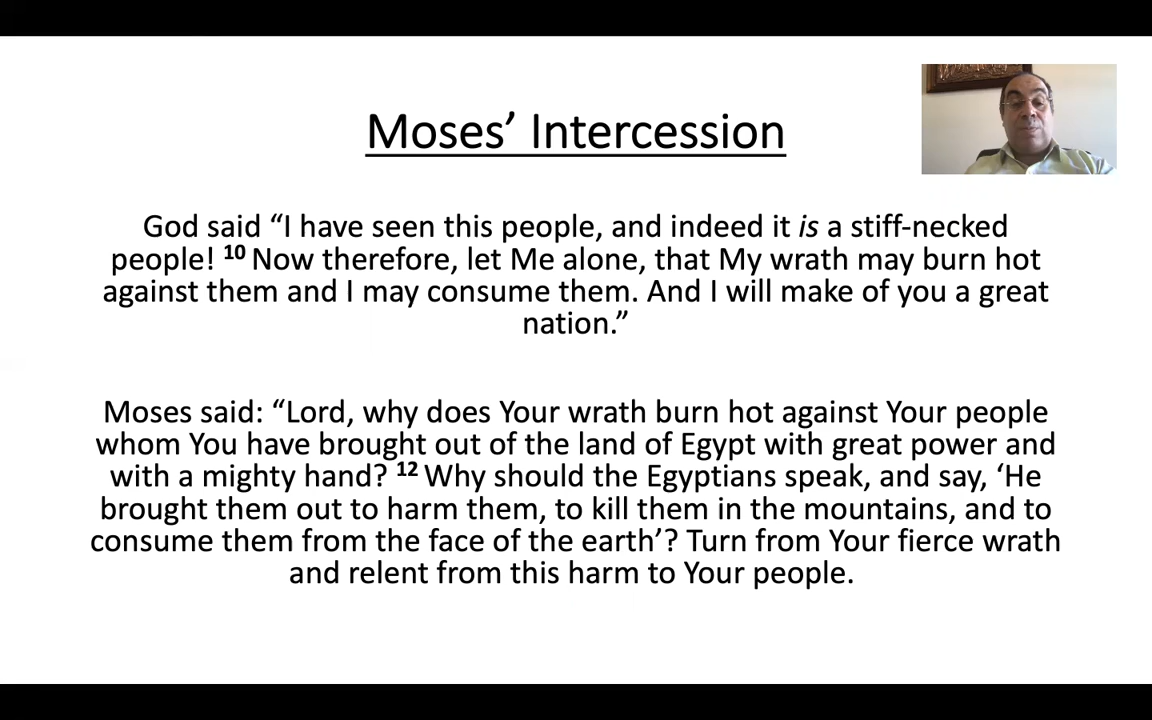 Moses’ Intercession
God said “I have seen this people, and indeed it is a stiff-necked
people! 10 Now therefore, let Me alone, that My wrath may burn hot
against them and I may consume them. And I will make of you a great
nation.”
Moses said: “Lord, why does Your wrath burn hot against Your people
whom You have brought out of the land of Egypt with great power and
with a mighty hand? 12 Why should the Egyptians speak, and say, ‘He
brought them out to harm them, to kill them in the mountains, and to
consume them from the face of the earth’? Turn from Your fierce wrath
and relent from this harm to Your people.